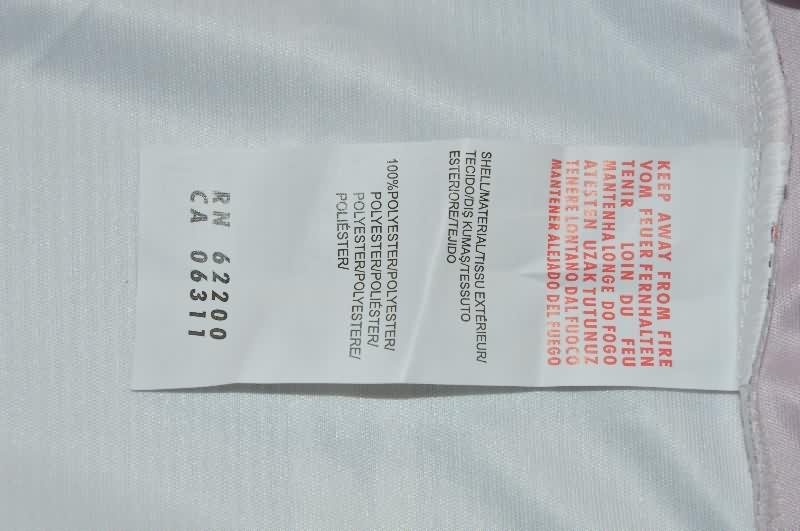 KEEP AWAY FROM FIRE
VOM FEUER FERNHALTEN
TENIR LOIN DU FEU
MANTENHA LONGE DO FOGO
ATEŞTEN UZAK TUTUNUZ
TENERE LONTANO DAL FUOCO
MANTENER ALEJADO DEL FUEGO
SHELL/MATERIAL/TISSU EXTÉRIEUR/
TECIDO/DIŞ KUMAŞ/TESSUTO
ESTERIORE/TEJIDO
100%POLYESTER/POLYESTER/
POLYESTER/POLIÉSTER/
POLYESTER/POLYESTERE/
POLIÉSTER/
RN 62200
CA 06311